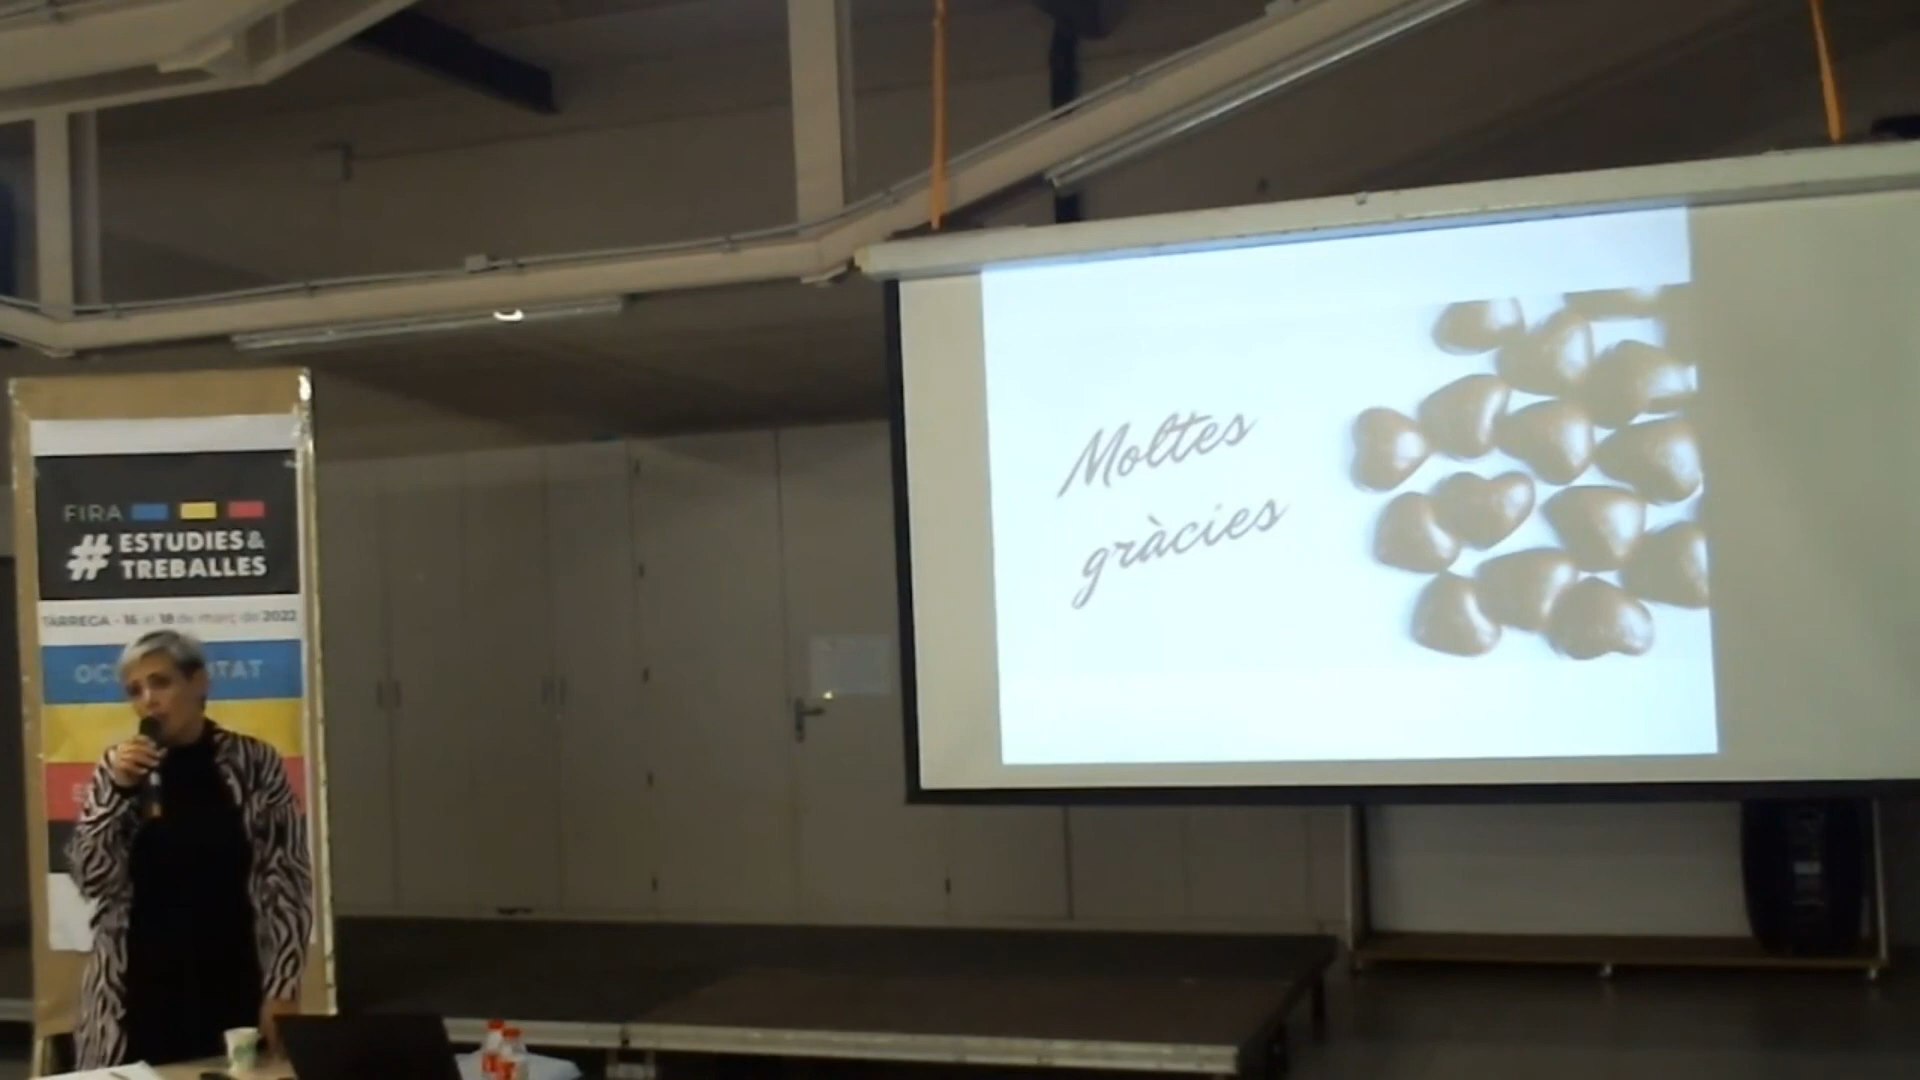 FIRA
# ESTUDIES&
TREBALLES
TÀRREGA - 16 al 18 de març de 2022
Moltes
gràcies